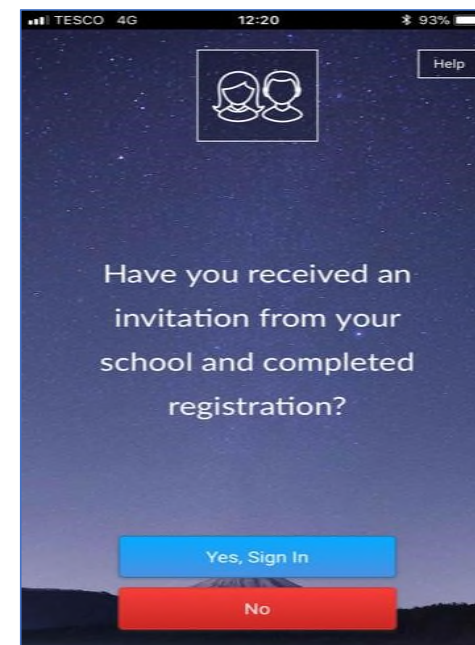 TESCO 4G 12:20 93%
Help
Have you received an
invitation from your
school and completed
registration?
Yes, Sign In
No